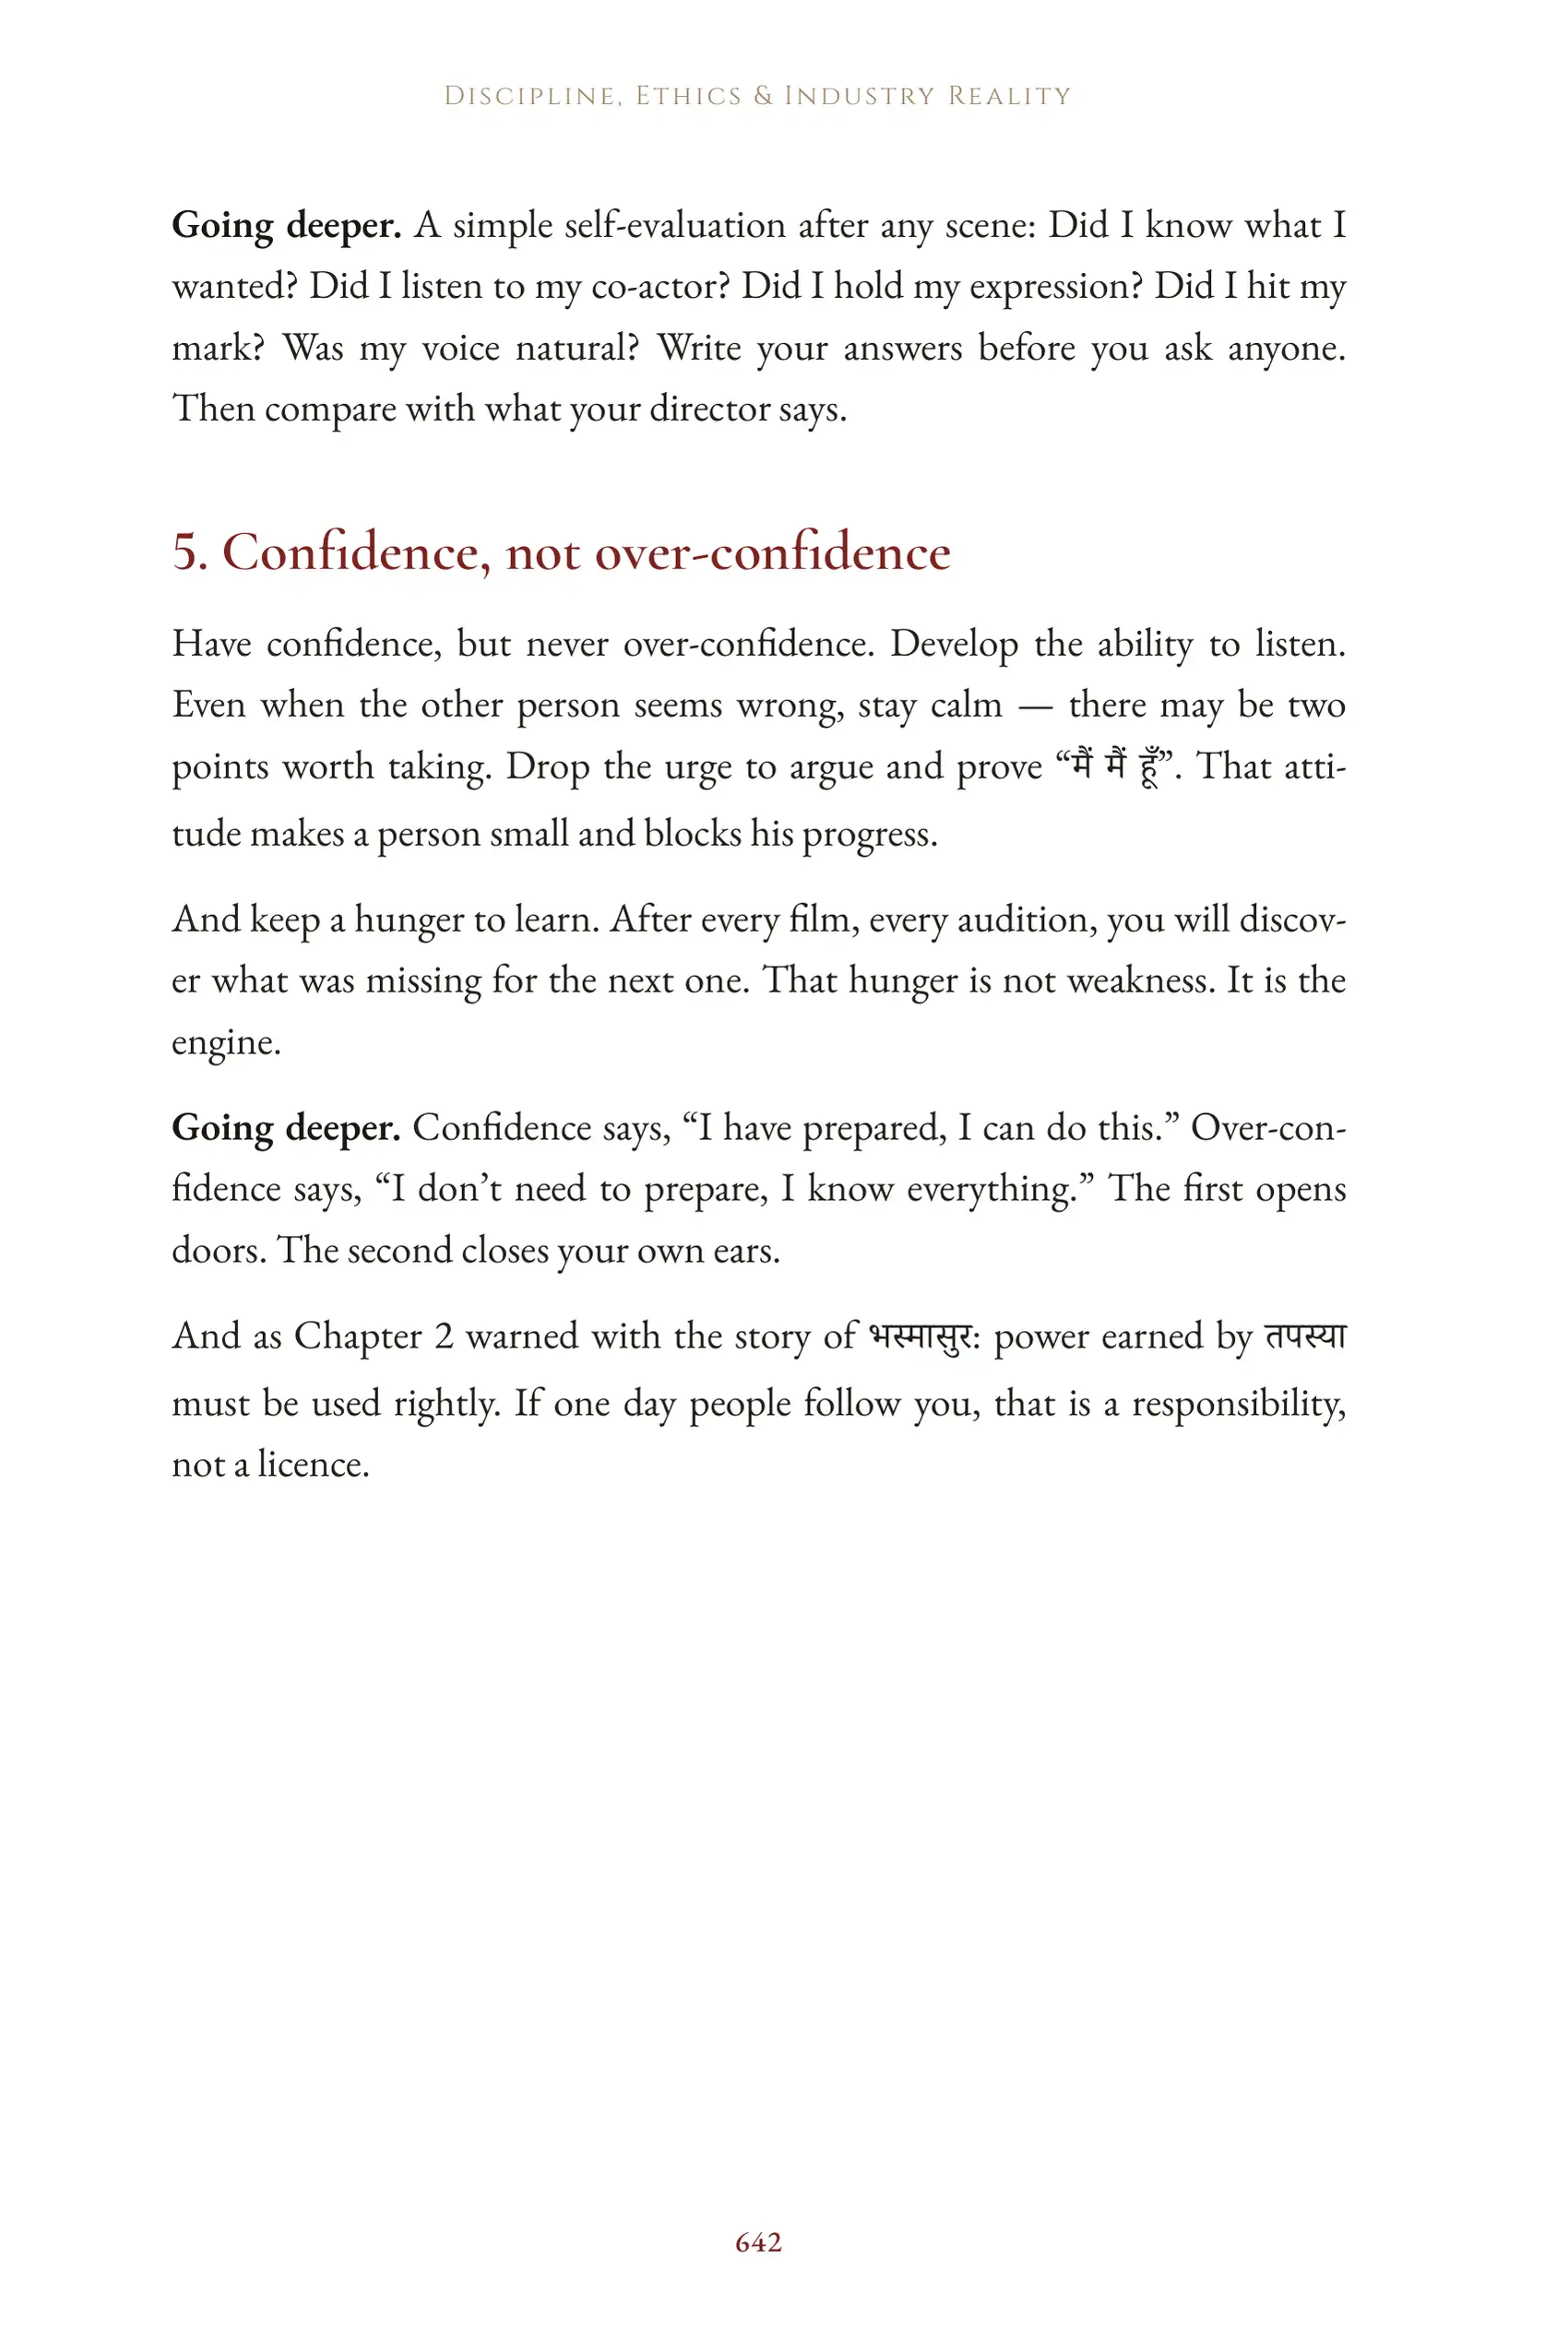 DISCIPLINE, ETHICS & INDUSTRY REALITY
Going deeper. A simple self-evaluation after any scene: Did I know what I
wanted? Did I listen to my co-actor? Did I hold my expression? Did I hit my
mark? Was my voice natural? Write your answers before you ask anyone.
Then compare with what your director says.
5. Confidence, not over-confidence
Have confidence, but never over-confidence. Develop the ability to listen.
Even when the other person seems wrong, stay calm — there may be two
points worth taking. Drop the urge to argue and prove “मैं मैं हूँ”. That atti-
tude makes a person small and blocks his progress.
And keep a hunger to learn. After every film, every audition, you will discov-
er what was missing for the next one. That hunger is not weakness. It is the
engine.
Going deeper. Confidence says, “I have prepared, I can do this.” Over-con-
fidence says, “I don’t need to prepare, I know everything.” The first opens
doors. The second closes your own ears.
And as Chapter 2 warned with the story of भस्मासुर: power earned by तपस्या
must be used rightly. If one day people follow you, that is a responsibility,
not a licence.
642